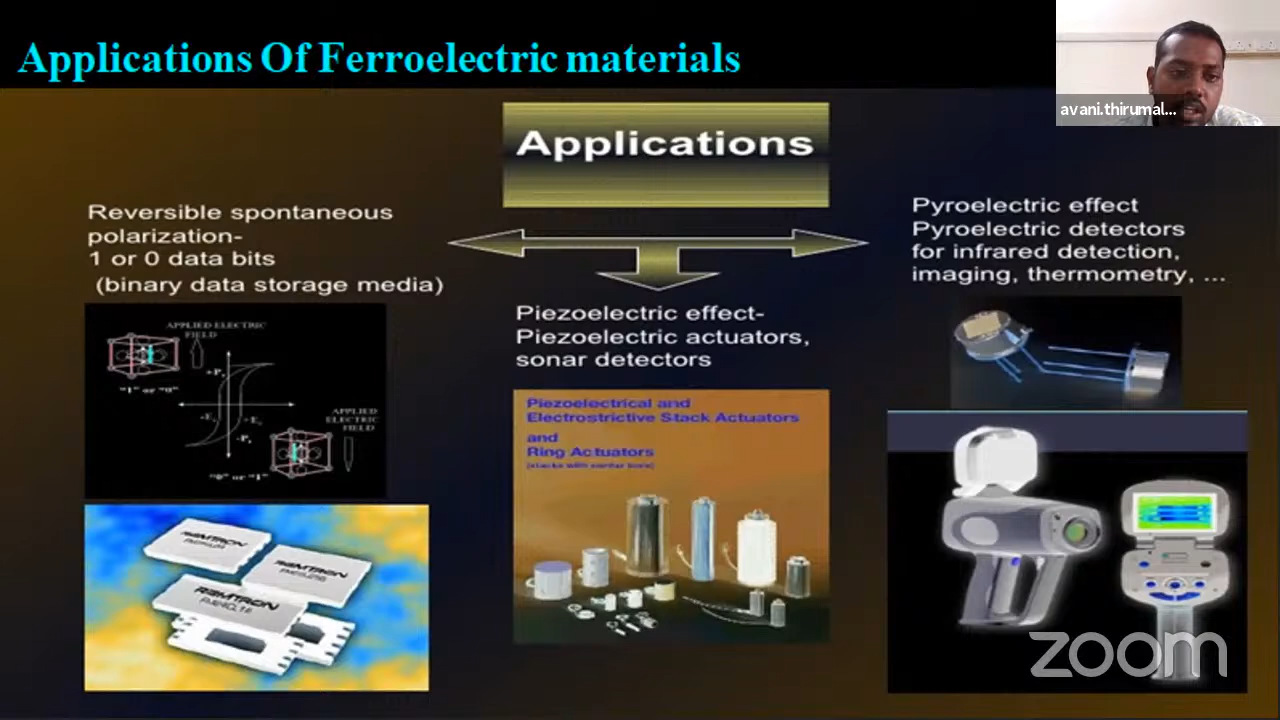 Applications Of Ferroelectric materials
avani.thirumal...
Applications
Reversible spontaneous
polarization-
1 or 0 data bits
(binary data storage media)
Pyroelectric effect
Pyroelectric detectors
for infrared detection,
imaging, thermometry, ...
Piezoelectric effect-
Piezoelectric actuators,
sonar detectors
APPLIED ELECTRIC
FIELD
"1" or "0"
APPLIED
ELECTRIC
FIELD
"0" or "1"
Piezoelectrical and
Electrostrictive Stack Actuators
and
Ring Actuators
RAMTRON
RAMTRON
RAMTRON
zoom